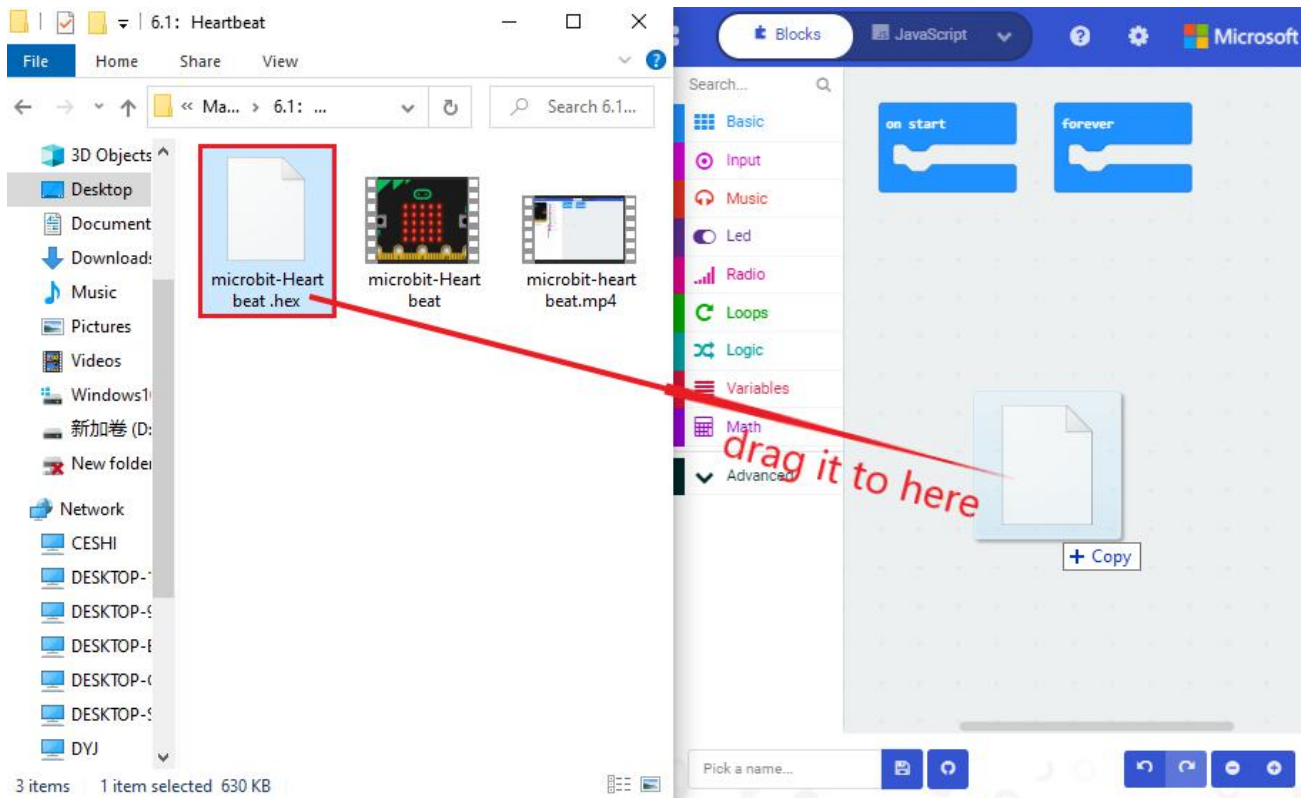 6.1: Heartbeat
File Home Share View
« Ma... > 6.1: ...
Search 6.1...
3D Objects
Desktop
Document
Download:
Music
Pictures
Videos
Windows1
新加卷 (D:
New folder
Network
CESHI
DESKTOP-
DESKTOP-9
DESKTOP-E
DESKTOP-
DESKTOP-S
DYJ
microbit-Heart
beat .hex
microbit-Heart
beat
microbit-heart
beat.mp4
3 items 1 item selected 630 KB
Blocks JavaScript Microsoft
Search...
Basic
Input
Music
Led
Radio
Loops
Logic
Variables
Math
Advanced
on start
forever
drag it to here
+ Copy
Pick a name...